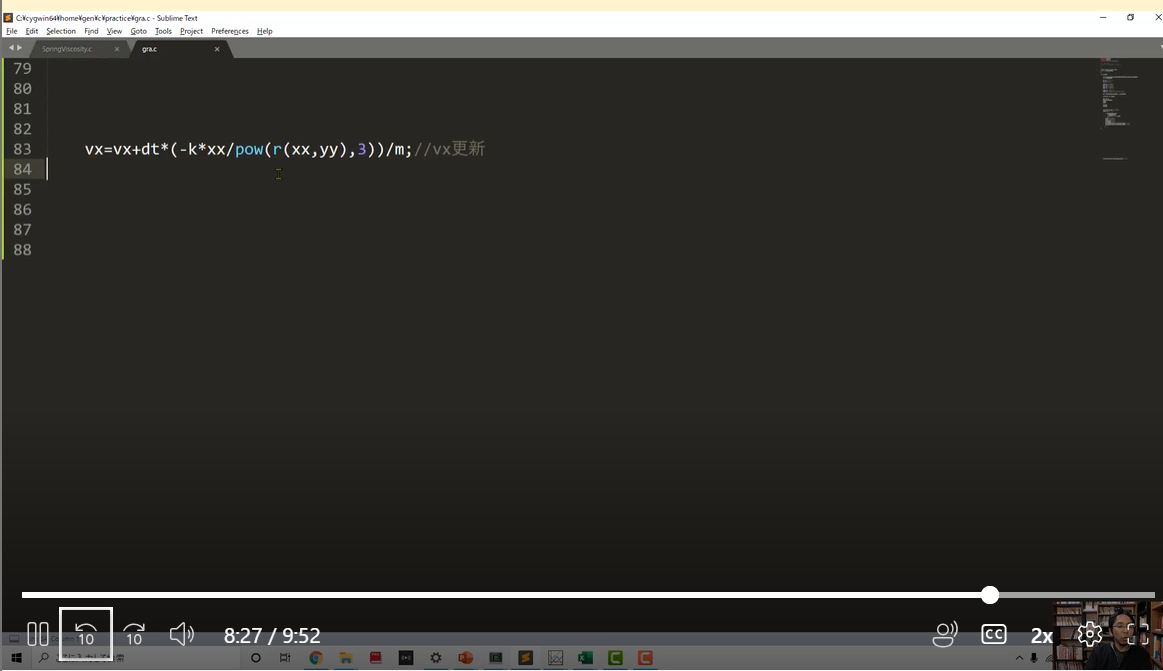 C:¥cygwin64¥home¥gen¥c¥practice¥gra.c - Sublime Text
File Edit Selection Find View Goto Tools Project Preferences Help
SpringViscosity.c gra.c
79
80
81
82
83 vx=vx+dt*(-k*xx/pow(r(xx,yy),3))/m;//vx更新
84
85
86
87
88
10 10 8:27 / 9:52 CC 2x